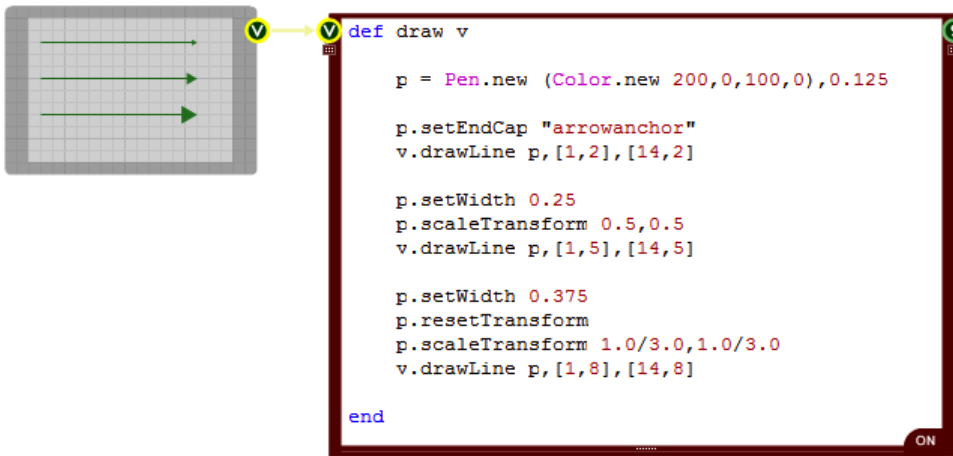 V
V def draw v
p = Pen.new (Color.new 200,0,100,0),0.125
p.setEndCap "arrowanchor"
v.drawLine p,[1,2],[14,2]
p.setWidth 0.25
p.scaleTransform 0.5,0.5
v.drawLine p,[1,5],[14,5]
p.setWidth 0.375
p.resetTransform
p.scaleTransform 1.0/3.0,1.0/3.0
v.drawLine p,[1,8],[14,8]
end
ON